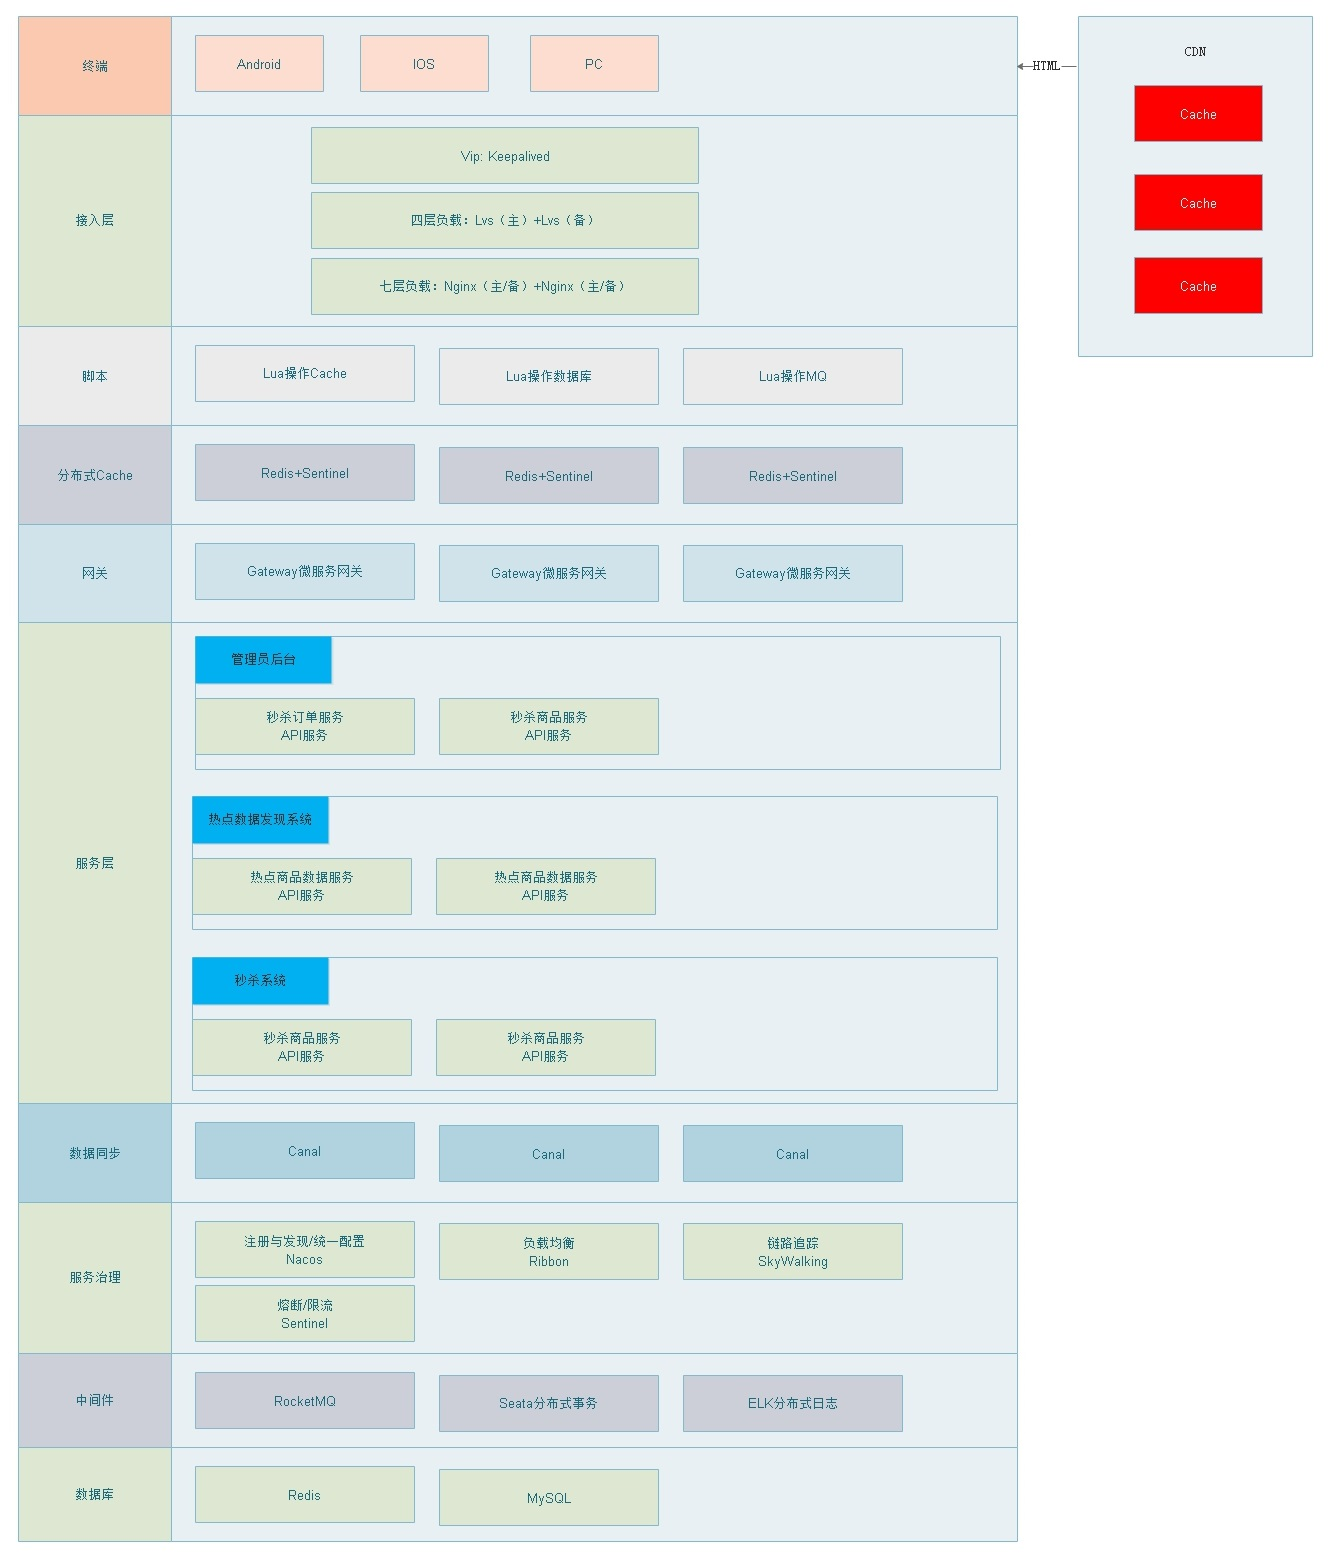 终端
Android
IOS
PC
HTML
CDN
Cache
Cache
Cache
接入层
Vip: Keepalived
四层负载：Lvs（主）+Lvs（备）
七层负载：Nginx（主/备）+Nginx（主/备）
脚本
Lua操作Cache
Lua操作数据库
Lua操作MQ
分布式Cache
Redis+Sentinel
Redis+Sentinel
Redis+Sentinel
网关
Gateway微服务网关
Gateway微服务网关
Gateway微服务网关
服务层
管理员后台
秒杀订单服务
API服务
秒杀商品服务
API服务
热点数据发现系统
热点商品数据服务
API服务
热点商品数据服务
API服务
秒杀系统
秒杀商品服务
API服务
秒杀商品服务
API服务
数据同步
Canal
Canal
Canal
服务治理
注册与发现/统一配置
Nacos
负载均衡
Ribbon
链路追踪
SkyWalking
熔断/限流
Sentinel
中间件
RocketMQ
Seata分布式事务
ELK分布式日志
数据库
Redis
MySQL